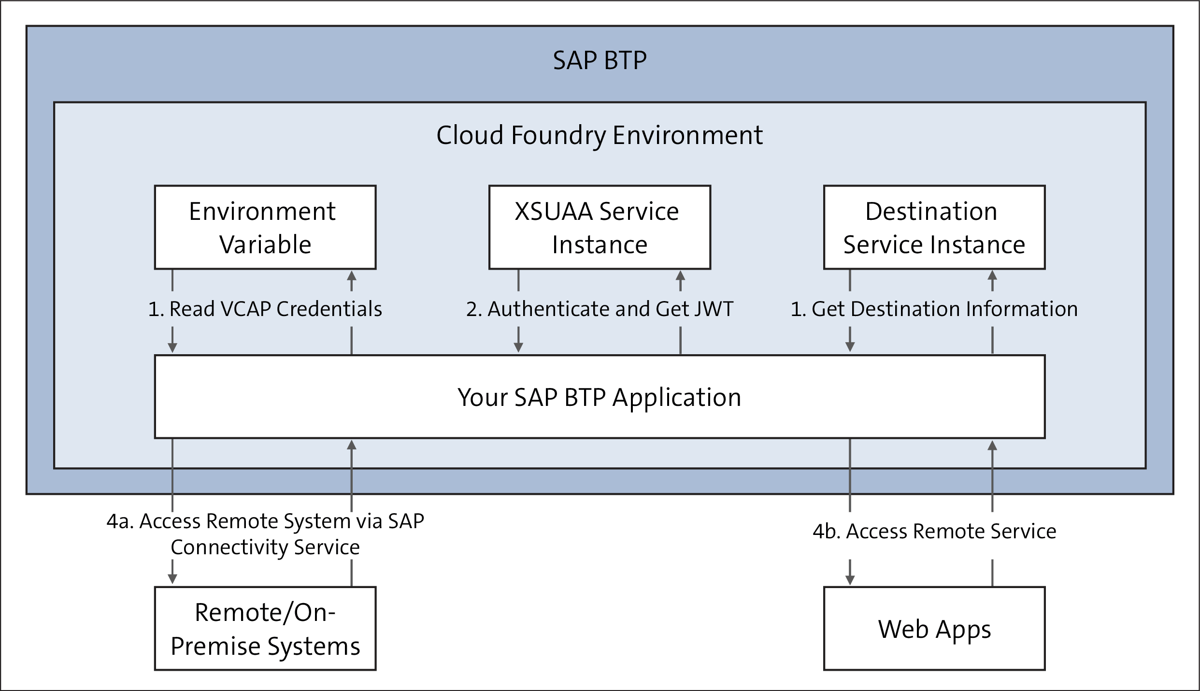 SAP BTP
Cloud Foundry Environment
Environment
Variable
XSUAA Service
Instance
Destination
Service Instance
1. Read VCAP Credentials
2. Authenticate and Get JWT
1. Get Destination Information
Your SAP BTP Application
4a. Access Remote System via SAP
Connectivity Service
4b. Access Remote Service
Remote/On-
Premise Systems
Web Apps